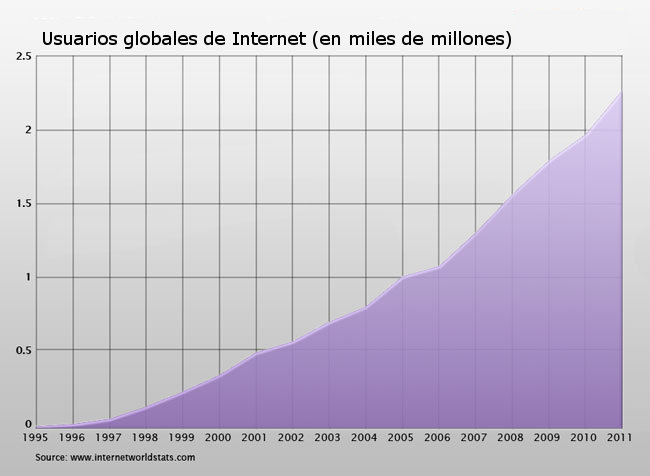 Usuarios globales de Internet (en miles de millones)
2.5
2
1.5
1
0.5
0
1995 1996 1997 1998 1999 2000 2001 2002 2003 2004 2005 2006 2007 2008 2009 2010 2011
Source: www.internetworldstats.com